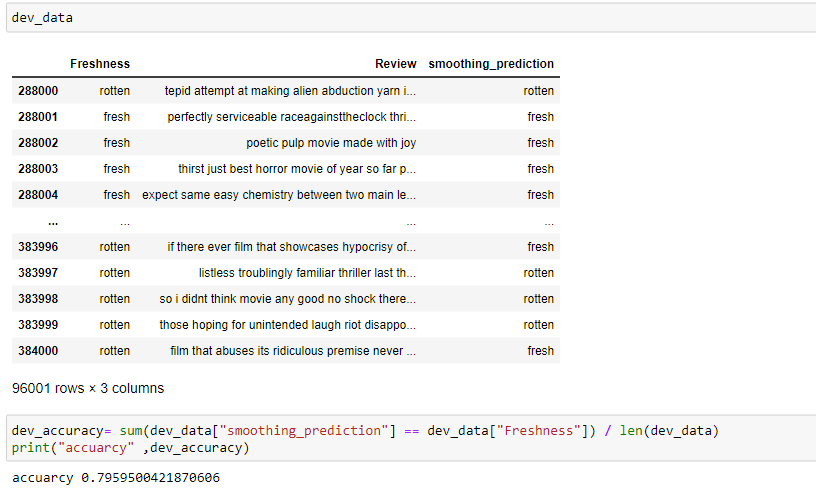 dev_data
Freshness Review smoothing_prediction
288000 rotten tepid attempt at making alien abduction yarn i... rotten
288001 fresh perfectly serviceable raceagainsttheclock thri... fresh
288002 fresh poetic pulp movie made with joy fresh
288003 fresh thirst just best horror movie of year so far p... fresh
288004 fresh expect same easy chemistry between two main le... fresh
... ... ... ...
383996 rotten if there ever film that showcases hypocrisy of... fresh
383997 rotten listless troublingly familiar thriller last th... rotten
383998 rotten so i didnt think movie any good no shock there... rotten
383999 rotten those hoping for unintended laugh riot disappo... rotten
384000 rotten film that abuses its ridiculous premise never ... fresh
96001 rows × 3 columns
dev_accuracy= sum(dev_data["smoothing_prediction"] == dev_data["Freshness"]) / len(dev_data)
print("accuarcy" ,dev_accuracy)
accuarcy 0.7959500421870606